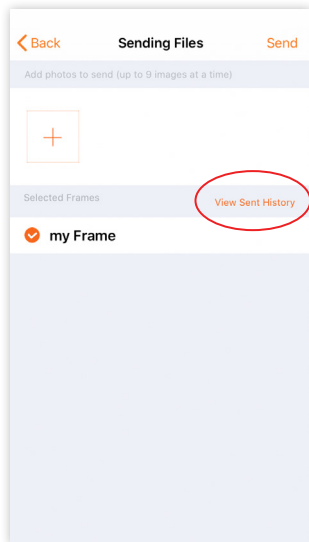 Back Sending Files Send
Add photos to send (up to 9 images at a time)
Selected Frames
View Sent History
my Frame